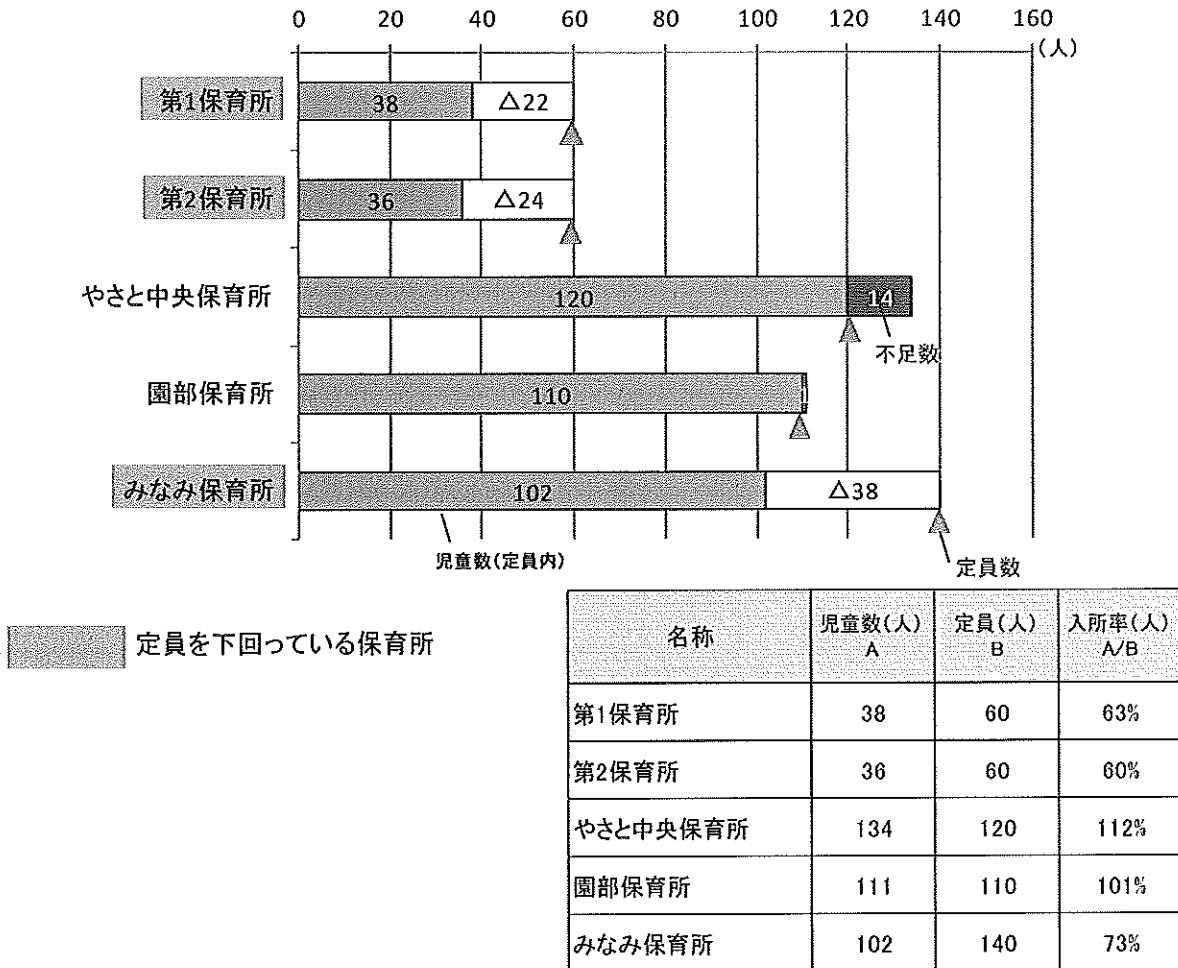 0 20 40 60 80 100 120 140 160
(人)
第1保育所 38 △22
第2保育所 36 △24
やさと中央保育所 120 14
不足数
園部保育所 110
みなみ保育所 102 △38
児童数(定員内)
定員数
定員を下回っている保育所
名称 児童数(人) A 定員(人) B 入所率(人) A/B
第1保育所 38 60 63%
第2保育所 36 60 60%
やさと中央保育所 134 120 112%
園部保育所 111 110 101%
みなみ保育所 102 140 73%